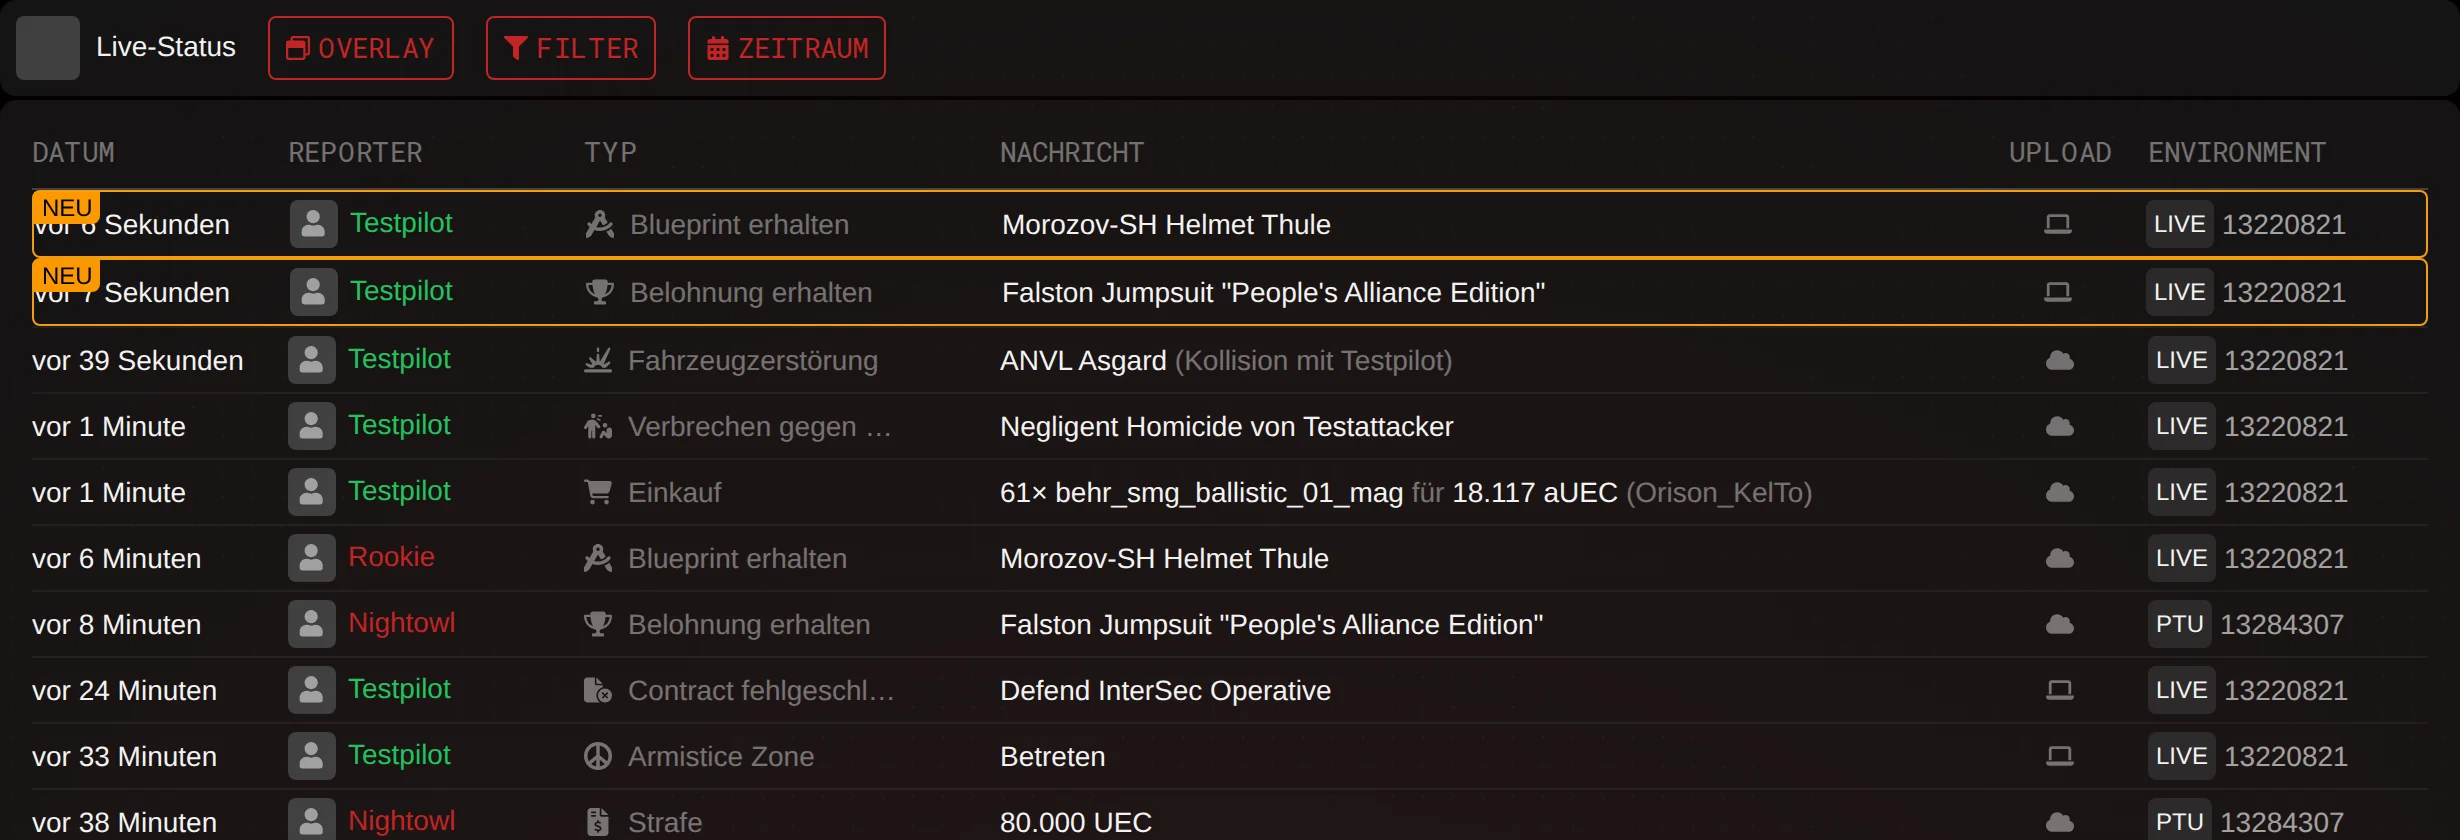 Live-Status OVERLAY FILTER ZEITRAUM
DATUM REPORTER TYP NACHRICHT UPLOAD ENVIRONMENT
NEU
vor 6 Sekunden Testpilot Blueprint erhalten Morozov-SH Helmet Thule LIVE 13220821
NEU
vor 7 Sekunden Testpilot Belohnung erhalten Falston Jumpsuit "People's Alliance Edition" LIVE 13220821
vor 39 Sekunden Testpilot Fahrzeugzerstörung ANVL Asgard (Kollision mit Testpilot) LIVE 13220821
vor 1 Minute Testpilot Verbrechen gegen … Negligent Homicide von Testattacker LIVE 13220821
vor 1 Minute Testpilot Einkauf 61× behr_smg_ballistic_01_mag für 18.117 aUEC (Orison_KelTo) LIVE 13220821
vor 6 Minuten Rookie Blueprint erhalten Morozov-SH Helmet Thule LIVE 13220821
vor 8 Minuten Nightowl Belohnung erhalten Falston Jumpsuit "People's Alliance Edition" PTU 13284307
vor 24 Minuten Testpilot Contract fehlgeschl… Defend InterSec Operative LIVE 13220821
vor 33 Minuten Testpilot Armistice Zone Betreten LIVE 13220821
vor 38 Minuten Nightowl Strafe 80.000 UEC PTU 13284307